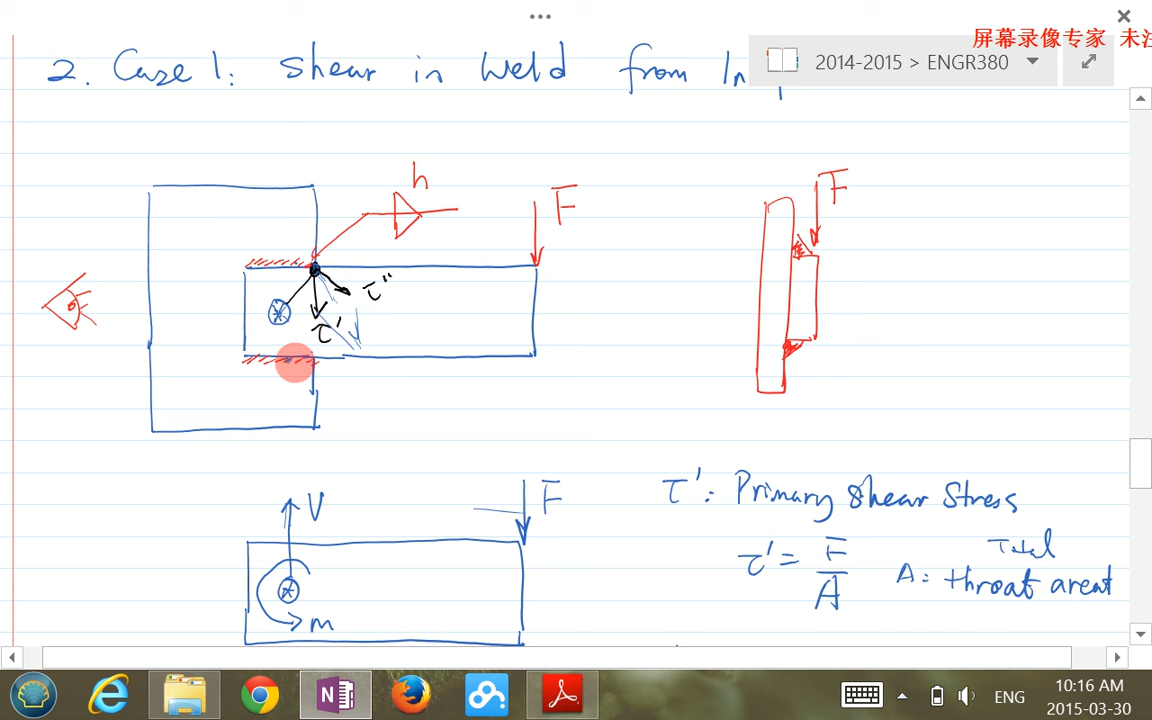 屏幕录像专家 未注
2014-2015 > ENGR380
2. Case 1: Shear in Weld from Inp
h
F
F
τ"
τ'
V
F
m
τ': Primary Shear Stress
τ' = F/A
A: Total throat area
ENG
10:16 AM
2015-03-30